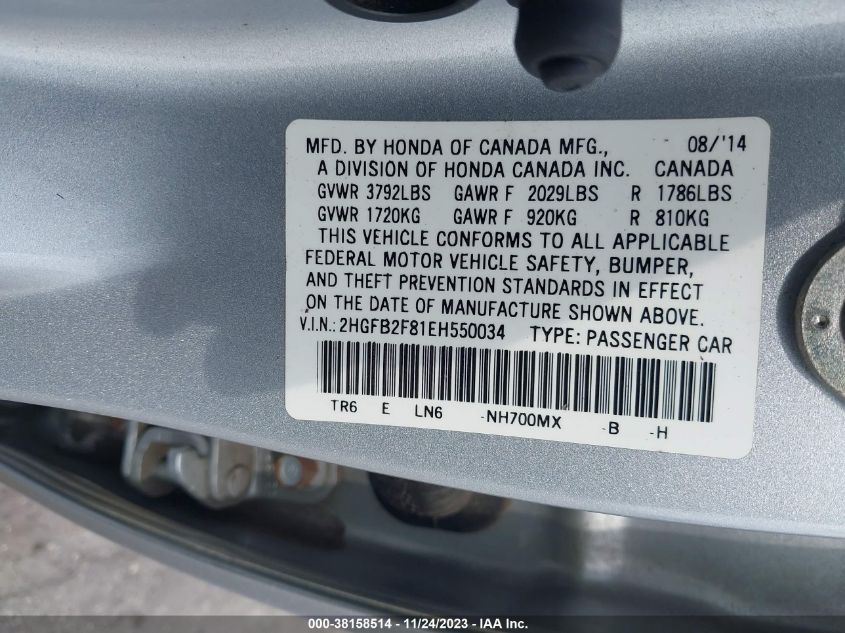 MFD. BY HONDA OF CANADA MFG., 08/'14
A DIVISION OF HONDA CANADA INC. CANADA
GVWR 3792LBS GAWR F 2029LBS R 1786LBS
GVWR 1720KG GAWR F 920KG R 810KG
THIS VEHICLE CONFORMS TO ALL APPLICABLE
FEDERAL MOTOR VEHICLE SAFETY, BUMPER,
AND THEFT PREVENTION STANDARDS IN EFFECT
ON THE DATE OF MANUFACTURE SHOWN ABOVE.
V.I.N.: 2HGFB2F81EH550034 TYPE: PASSENGER CAR
TR6 E LN6 -NH700MX -B -H
000-38158514 - 11/24/2023 - IAA Inc.